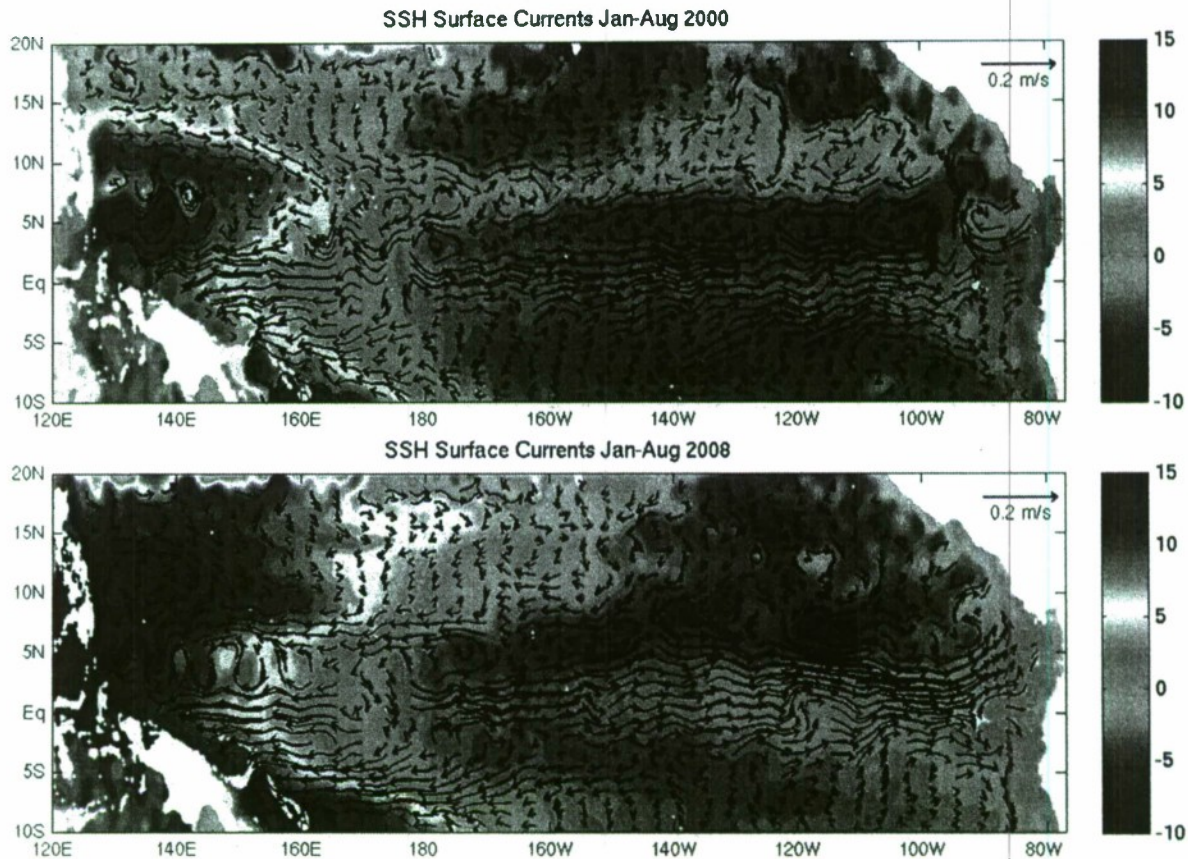 SSH Surface Currents Jan-Aug 2000
20N
15N
10N
5N
Eq
5S
10S
120E 140E 160E 180 160W 140W 120W 100W 80W
0.2 m/s
15
10
5
0
-5
-10
SSH Surface Currents Jan-Aug 2008
20N
15N
10N
5N
Eq
5S
10S
120E 140E 160E 180 160W 140W 120W 100W 80W
0.2 m/s
15
10
5
0
-5
-10